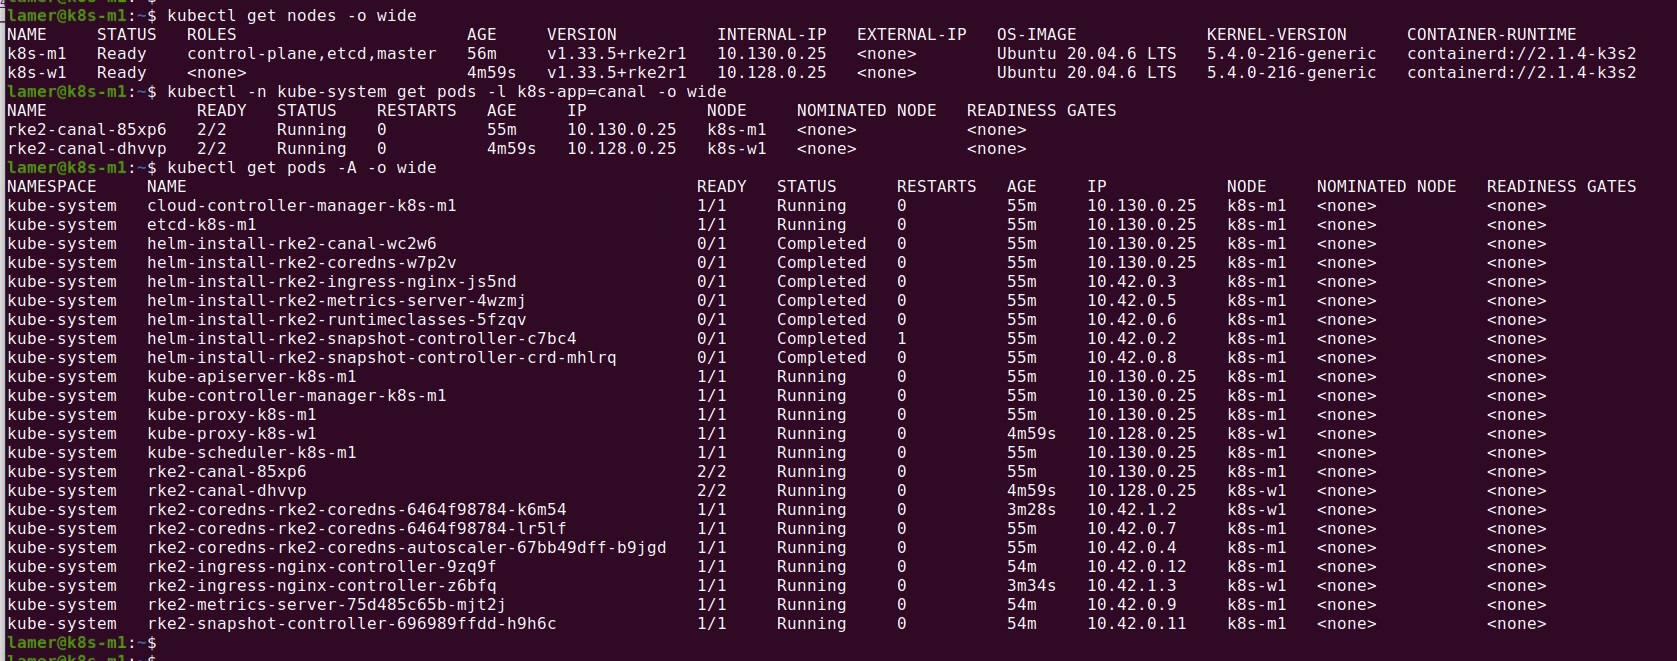 lamer@k8s-m1:~$ kubectl get nodes -o wide
NAME STATUS ROLES AGE VERSION INTERNAL-IP EXTERNAL-IP OS-IMAGE KERNEL-VERSION CONTAINER-RUNTIME
k8s-m1 Ready control-plane,etcd,master 56m v1.33.5+rke2r1 10.130.0.25 <none> Ubuntu 20.04.6 LTS 5.4.0-216-generic containerd://2.1.4-k3s2
k8s-w1 Ready <none> 4m59s v1.33.5+rke2r1 10.128.0.25 <none> Ubuntu 20.04.6 LTS 5.4.0-216-generic containerd://2.1.4-k3s2
lamer@k8s-m1:~$ kubectl -n kube-system get pods -l k8s-app=canal -o wide
NAME READY STATUS RESTARTS AGE IP NODE NOMINATED NODE READINESS GATES
rke2-canal-85xp6 2/2 Running 0 55m 10.130.0.25 k8s-m1 <none> <none>
rke2-canal-dhvvp 2/2 Running 0 4m59s 10.128.0.25 k8s-w1 <none> <none>
lamer@k8s-m1:~$ kubectl get pods -A -o wide
NAMESPACE NAME READY STATUS RESTARTS AGE IP NODE NOMINATED NODE READINESS GATES
kube-system cloud-controller-manager-k8s-m1 1/1 Running 0 55m 10.130.0.25 k8s-m1 <none> <none>
kube-system etcd-k8s-m1 1/1 Running 0 55m 10.130.0.25 k8s-m1 <none> <none>
kube-system helm-install-rke2-canal-wc2w6 0/1 Completed 0 55m 10.130.0.25 k8s-m1 <none> <none>
kube-system helm-install-rke2-coredns-w7p2v 0/1 Completed 0 55m 10.130.0.25 k8s-m1 <none> <none>
kube-system helm-install-rke2-ingress-nginx-js5nd 0/1 Completed 0 55m 10.42.0.3 k8s-m1 <none> <none>
kube-system helm-install-rke2-metrics-server-4wzmj 0/1 Completed 0 55m 10.42.0.5 k8s-m1 <none> <none>
kube-system helm-install-rke2-runtimeclasses-5fzqv 0/1 Completed 0 55m 10.42.0.6 k8s-m1 <none> <none>
kube-system helm-install-rke2-snapshot-controller-c7bc4 0/1 Completed 1 55m 10.42.0.2 k8s-m1 <none> <none>
kube-system helm-install-rke2-snapshot-controller-crd-mhlrq 0/1 Completed 0 55m 10.42.0.8 k8s-m1 <none> <none>
kube-system kube-apiserver-k8s-m1 1/1 Running 0 55m 10.130.0.25 k8s-m1 <none> <none>
kube-system kube-controller-manager-k8s-m1 1/1 Running 0 55m 10.130.0.25 k8s-m1 <none> <none>
kube-system kube-proxy-k8s-m1 1/1 Running 0 55m 10.130.0.25 k8s-m1 <none> <none>
kube-system kube-proxy-k8s-w1 1/1 Running 0 4m59s 10.128.0.25 k8s-w1 <none> <none>
kube-system kube-scheduler-k8s-m1 1/1 Running 0 55m 10.130.0.25 k8s-m1 <none> <none>
kube-system rke2-canal-85xp6 2/2 Running 0 55m 10.130.0.25 k8s-m1 <none> <none>
kube-system rke2-canal-dhvvp 2/2 Running 0 4m59s 10.128.0.25 k8s-w1 <none> <none>
kube-system rke2-coredns-rke2-coredns-6464f98784-k6m54 1/1 Running 0 3m28s 10.42.1.2 k8s-w1 <none> <none>
kube-system rke2-coredns-rke2-coredns-6464f98784-lr5lf 1/1 Running 0 55m 10.42.0.7 k8s-m1 <none> <none>
kube-system rke2-coredns-rke2-coredns-autoscaler-67bb49dff-b9jgd 1/1 Running 0 55m 10.42.0.4 k8s-m1 <none> <none>
kube-system rke2-ingress-nginx-controller-9zq9f 1/1 Running 0 54m 10.42.0.12 k8s-m1 <none> <none>
kube-system rke2-ingress-nginx-controller-z6bfq 1/1 Running 0 3m34s 10.42.1.3 k8s-w1 <none> <none>
kube-system rke2-metrics-server-75d485c65b-mjt2j 1/1 Running 0 54m 10.42.0.9 k8s-m1 <none> <none>
kube-system rke2-snapshot-controller-696989ffdd-h9h6c 1/1 Running 0 54m 10.42.0.11 k8s-m1 <none> <none>
lamer@k8s-m1:~$
lamer@k8s-m1:~$